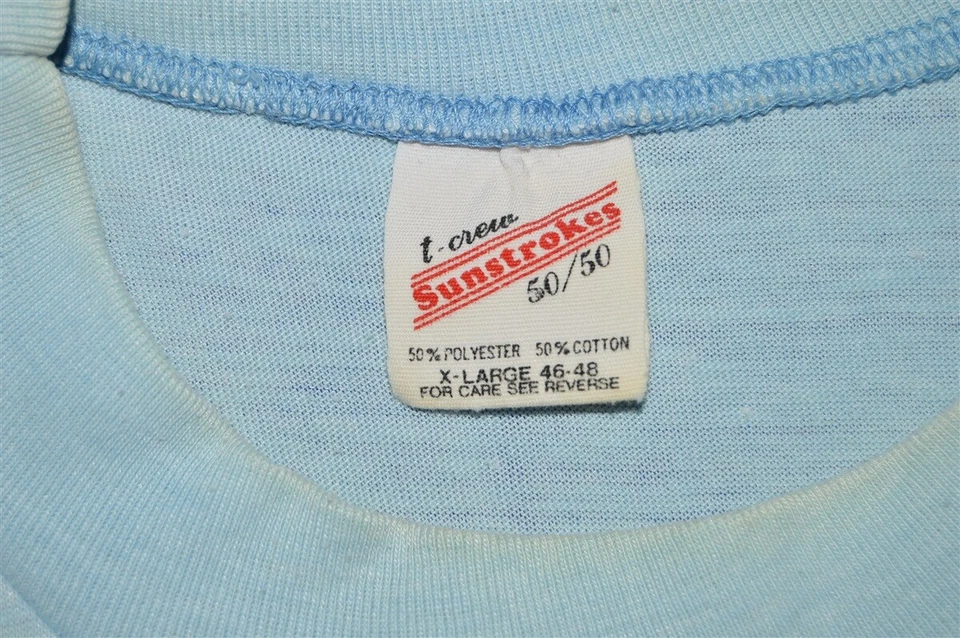 t-crew
Sunstrokes
50/50
50% POLYESTER 50% COTTON
X-LARGE 46-48
FOR CARE SEE REVERSE